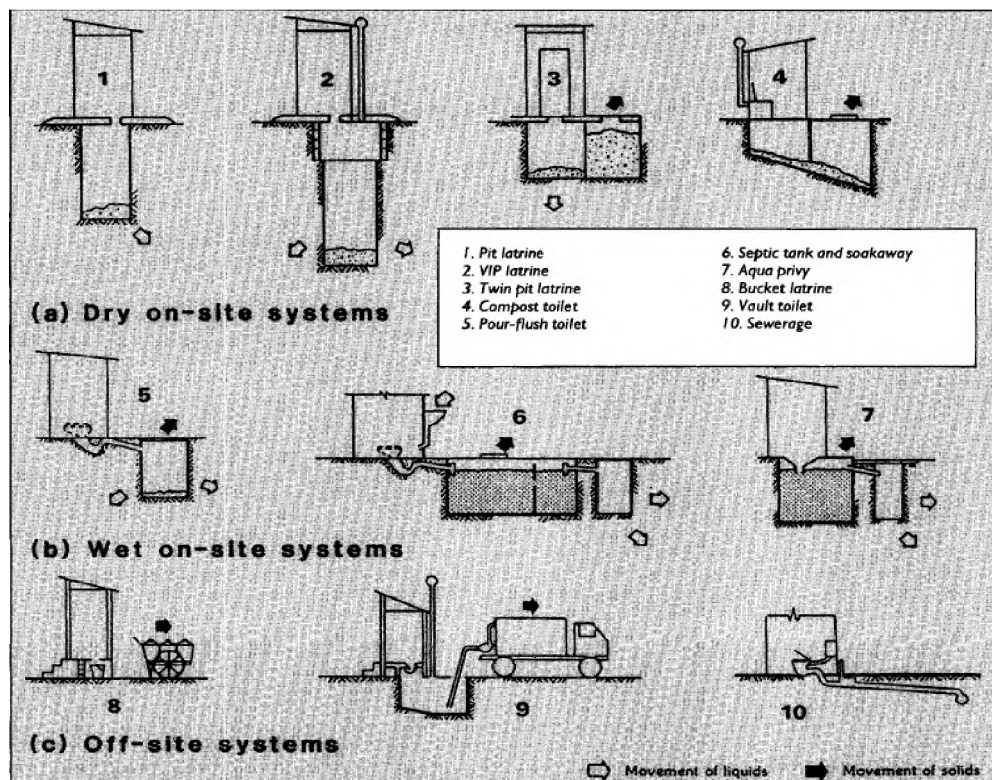 1
2
3
4
1. Pit latrine
2. VIP latrine
3. Twin pit latrine
4. Compost toilet
5. Pour-flush toilet
6. Septic tank and soakaway
7. Aqua privy
8. Bucket latrine
9. Vault toilet
10. Sewerage
(a) Dry on-site systems
5
6
7
(b) Wet on-site systems
8
9
10
(c) Off-site systems
Movement of liquids
Movement of solids